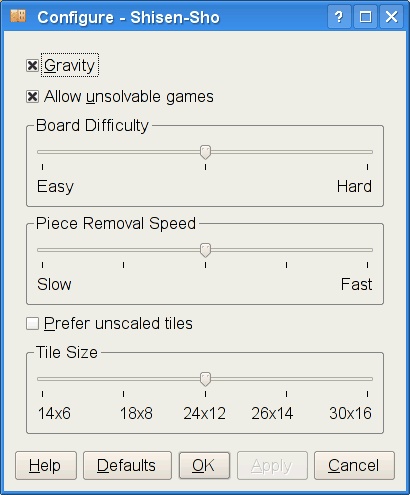 Configure - Shisen-Sho
Gravity
Allow unsolvable games
Board Difficulty
Easy Hard
Piece Removal Speed
Slow Fast
Prefer unscaled tiles
Tile Size
14x6 18x8 24x12 26x14 30x16
Help Defaults OK Apply Cancel